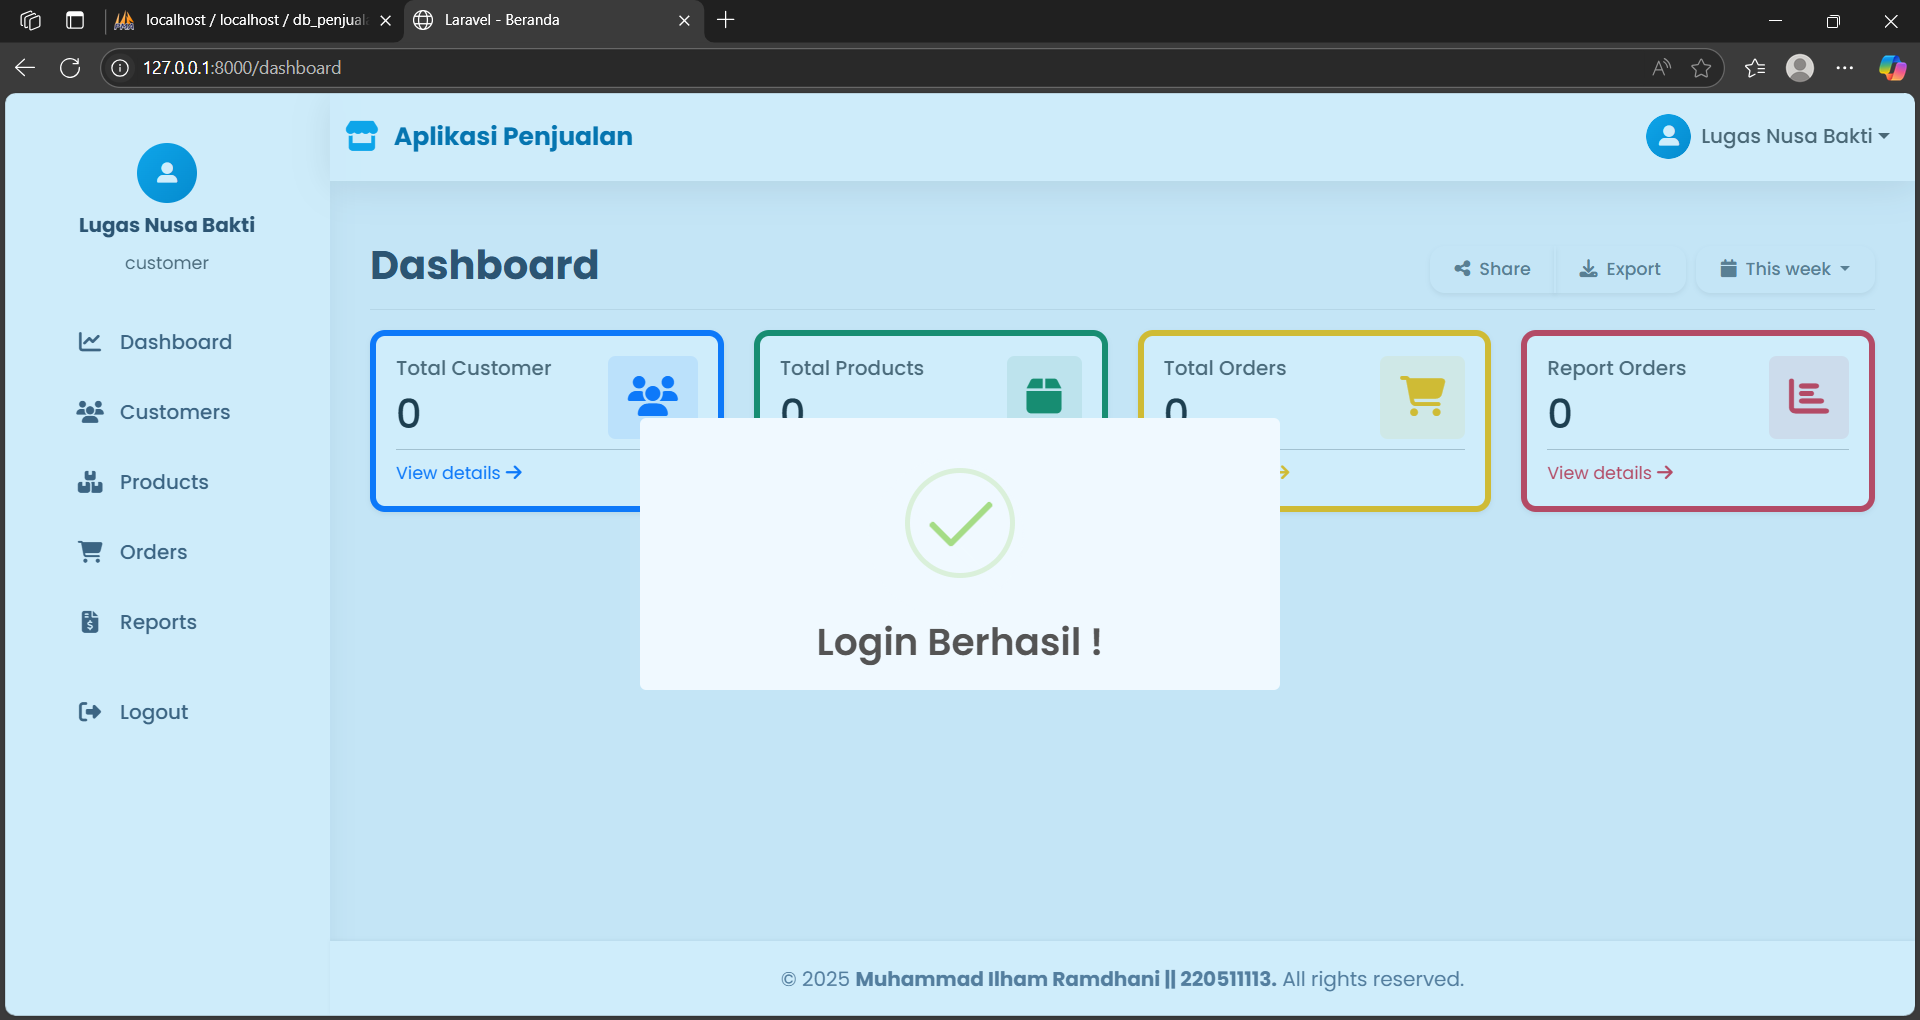 localhost / localhost / db_penjual
Laravel - Beranda
127.0.0.1:8000/dashboard
Aplikasi Penjualan
Lugas Nusa Bakti
Lugas Nusa Bakti
customer
Dashboard
Customers
Products
Orders
Reports
Logout
Dashboard
Share
Export
This week
Total Customer
0
View details
Total Products
0
Total Orders
0
Report Orders
0
View details
Login Berhasil !
© 2025 Muhammad Ilham Ramdhani || 220511113. All rights reserved.